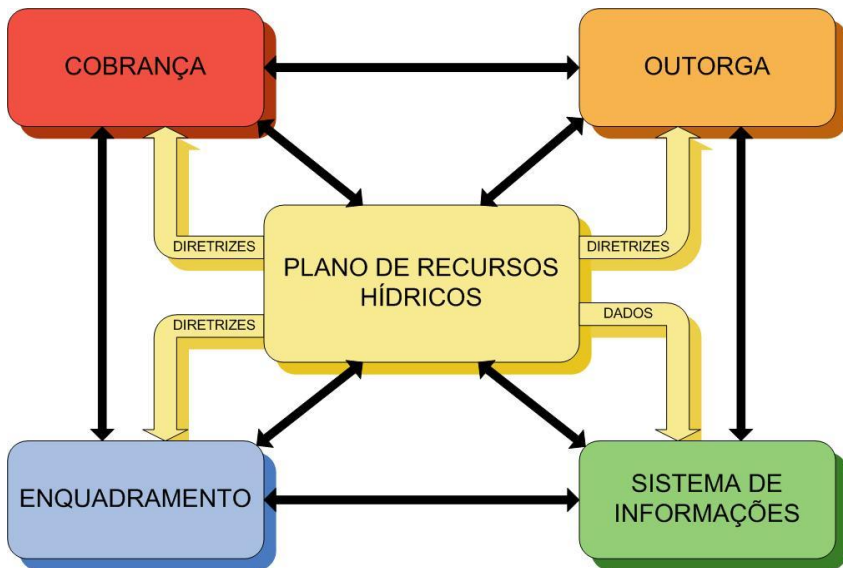 COBRANÇA
OUTORGA
DIRETRIZES
DIRETRIZES
PLANO DE RECURSOS
HÍDRICOS
DIRETRIZES
DADOS
ENQUADRAMENTO
SISTEMA DE
INFORMAÇÕES